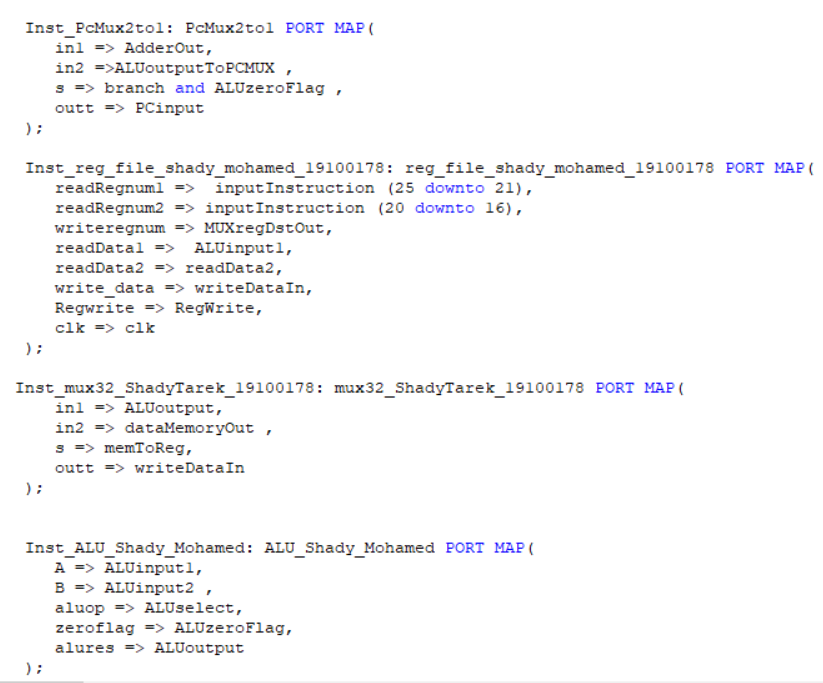 Inst_PcMux2to1: PcMux2to1 PORT MAP(
in1 => AdderOut,
in2 =>ALUoutputToPCMUX ,
s => branch and ALUzeroFlag ,
outt => PCinput
);
Inst_reg_file_shady_mohamed_19100178: reg_file_shady_mohamed_19100178 PORT MAP(
readRegnum1 =>  inputInstruction (25 downto 21),
readRegnum2 => inputInstruction (20 downto 16),
writeregnum => MUXregDstOut,
readData1 =>  ALUinput1,
readData2 => readData2,
write_data => writeDataIn,
Regwrite => RegWrite,
clk => clk
);
Inst_mux32_ShadyTarek_19100178: mux32_ShadyTarek_19100178 PORT MAP(
in1 => ALUoutput,
in2 => dataMemoryOut ,
s => memToReg,
outt => writeDataIn
);
Inst_ALU_Shady_Mohamed: ALU_Shady_Mohamed PORT MAP(
A => ALUinput1,
B => ALUinput2 ,
aluop => ALUselect,
zeroflag => ALUzeroFlag,
alures => ALUoutput
);